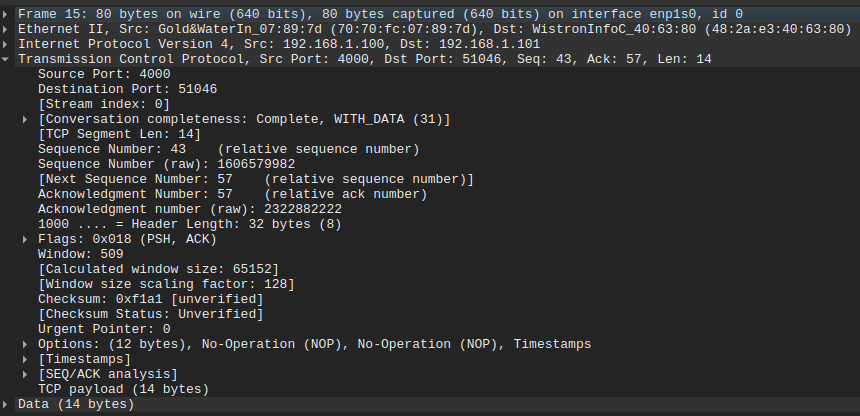 Frame 15: 80 bytes on wire (640 bits), 80 bytes captured (640 bits) on interface enp1s0, id 0
Ethernet II, Src: Gold&WaterIn_07:89:7d (70:70:fc:07:89:7d), Dst: WistronInfoC_40:63:80 (48:2a:e3:40:63:80)
Internet Protocol Version 4, Src: 192.168.1.100, Dst: 192.168.1.101
Transmission Control Protocol, Src Port: 4000, Dst Port: 51046, Seq: 43, Ack: 57, Len: 14
Source Port: 4000
Destination Port: 51046
[Stream index: 0]
[Conversation completeness: Complete, WITH_DATA (31)]
[TCP Segment Len: 14]
Sequence Number: 43    (relative sequence number)
Sequence Number (raw): 1606579982
[Next Sequence Number: 57    (relative sequence number)]
Acknowledgment Number: 57    (relative ack number)
Acknowledgment number (raw): 2322882222
1000 .... = Header Length: 32 bytes (8)
Flags: 0x018 (PSH, ACK)
Window: 509
[Calculated window size: 65152]
[Window size scaling factor: 128]
Checksum: 0xf1a1 [unverified]
[Checksum Status: Unverified]
Urgent Pointer: 0
Options: (12 bytes), No-Operation (NOP), No-Operation (NOP), Timestamps
[Timestamps]
[SEQ/ACK analysis]
TCP payload (14 bytes)
Data (14 bytes)